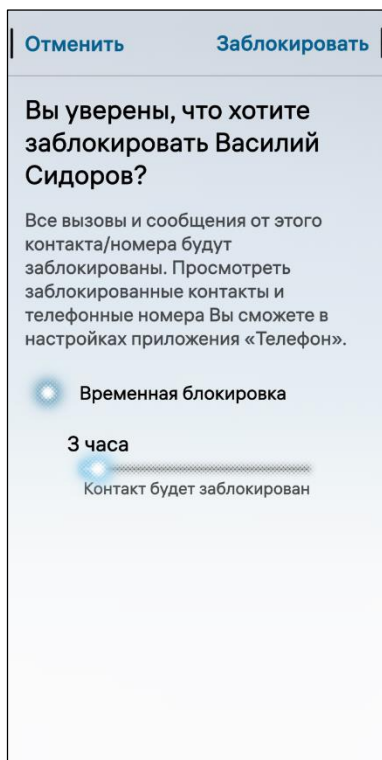 Отменить Заблокировать
Вы уверены, что хотите
заблокировать Василий
Сидоров?
Все вызовы и сообщения от этого
контакта/номера будут
заблокированы. Просмотреть
заблокированные контакты и
телефонные номера Вы сможете в
настройках приложения «Телефон».
Временная блокировка
3 часа
Контакт будет заблокирован